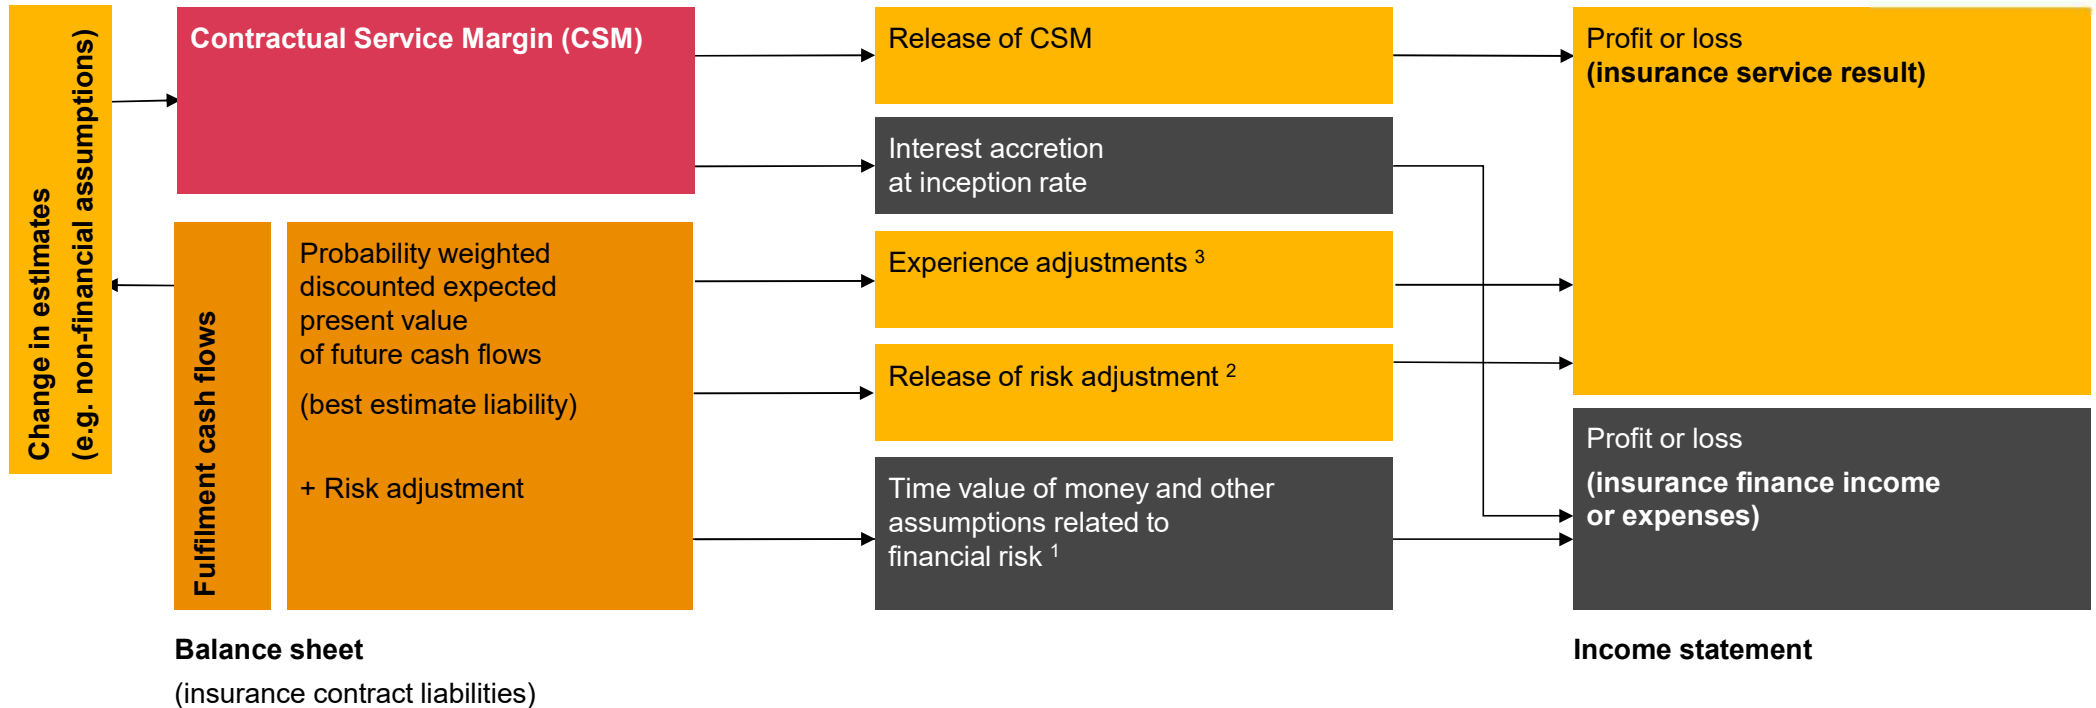 Change in estImates
(e.g. non-financial assumptions)
Contractual Service Margin (CSM)
Fulfilment cash flows
Probability weighted
discounted expected
present value
of future cash flows
(best estimate liability)
+ Risk adjustment
Balance sheet
(insurance contract liabilities)
Release of CSM
Interest accretion
at inception rate
Experience adjustments 3
Release of risk adjustment 2
Time value of money and other
assumptions related to
financial risk 1
Profit or loss
(insurance service result)
Profit or loss
(insurance finance income
or expenses)
Income statement